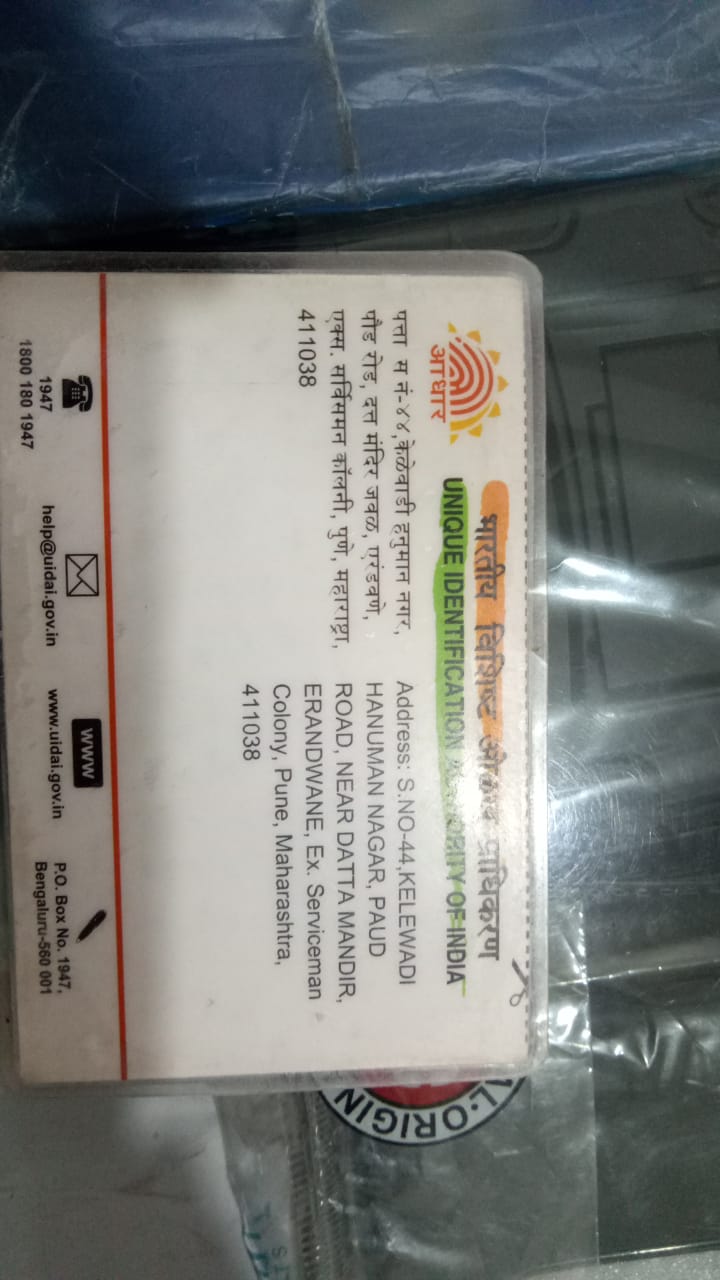 भारतीय विशिष्ट ओळख प्राधिकरण
UNIQUE IDENTIFICATION AUTHORITY OF INDIA
आधार
पत्ता स नं-४४,केळेवाडी हनुमान नगर,
पौड रोड, दत्त मंदिर जवळ, एरंडवणे,
एक्स. सर्विसमन कॉलनी, पुणे, महाराष्ट्रा,
411038
Address: S.NO-44,KELEWADI
HANUMAN NAGAR, PAUD
ROAD, NEAR DATTA MANDIR,
ERANDWANE, Ex. Serviceman
Colony, Pune, Maharashtra,
411038
1947
1800 180 1947
help@uidai.gov.in
www
www.uidai.gov.in
P.O. Box No. 1947,
Bengaluru-560 001
ORIGIN